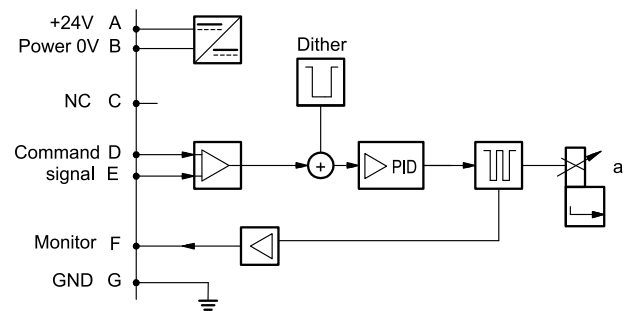 +24V A
Power 0V B
Dither
NC C
Command D
signal E
PID
a
Monitor F
GND G